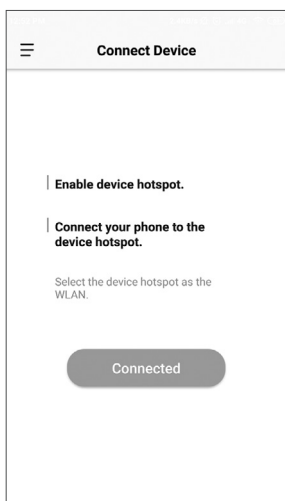 Connect Device
Enable device hotspot.
Connect your phone to the
device hotspot.
Select the device hotspot as the
WLAN.
Connected